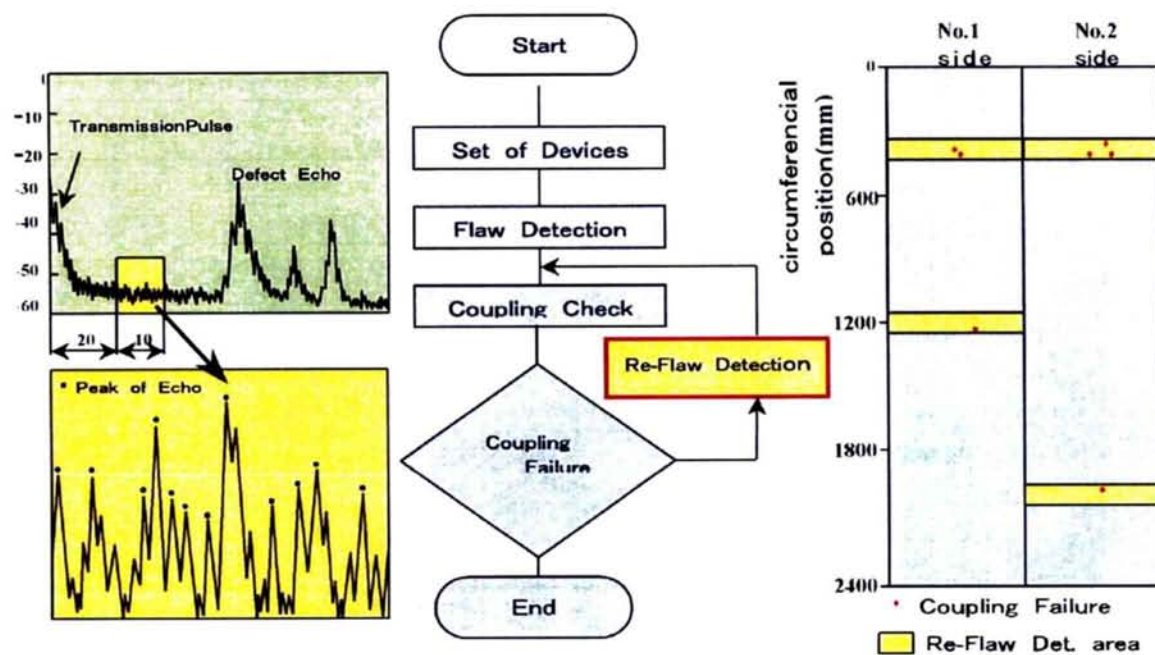 0
-10
-20
-30
-40
-50
-60
TransmissionPulse
Defect Echo
20
10
• Peak of Echo
Start
Set of Devices
Flaw Detection
Coupling Check
Coupling
Failure
Re-Flaw Detection
End
No.1
side
No.2
side
circumferencial
position(mm)
0
600
1200
1800
2400
Coupling Failure
Re-Flaw Det. area